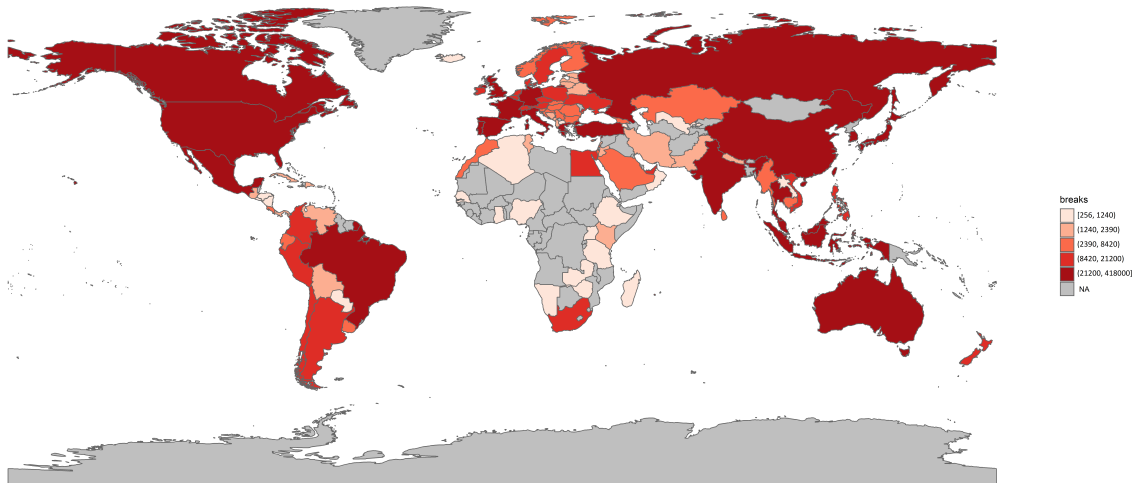 breaks
[256, 1240)
(1240, 2390)
(2390, 8420)
(8420, 21200)
(21200, 418000]
NA